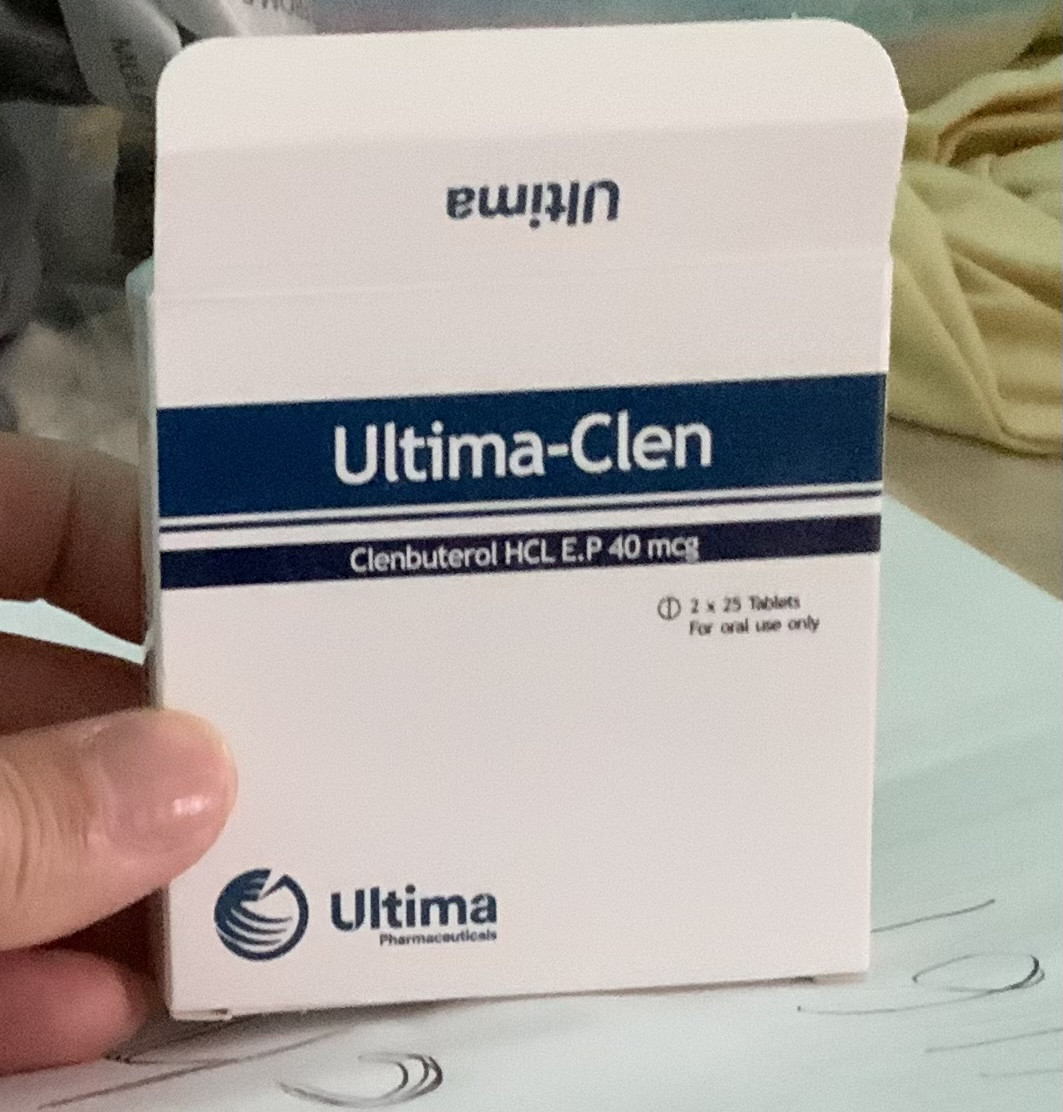 Ultima
Ultima-Clen
Clenbuterol HCL E.P 40 mcg
2 x 25 Tablets
For oral use only
Ultima
Pharmaceuticals